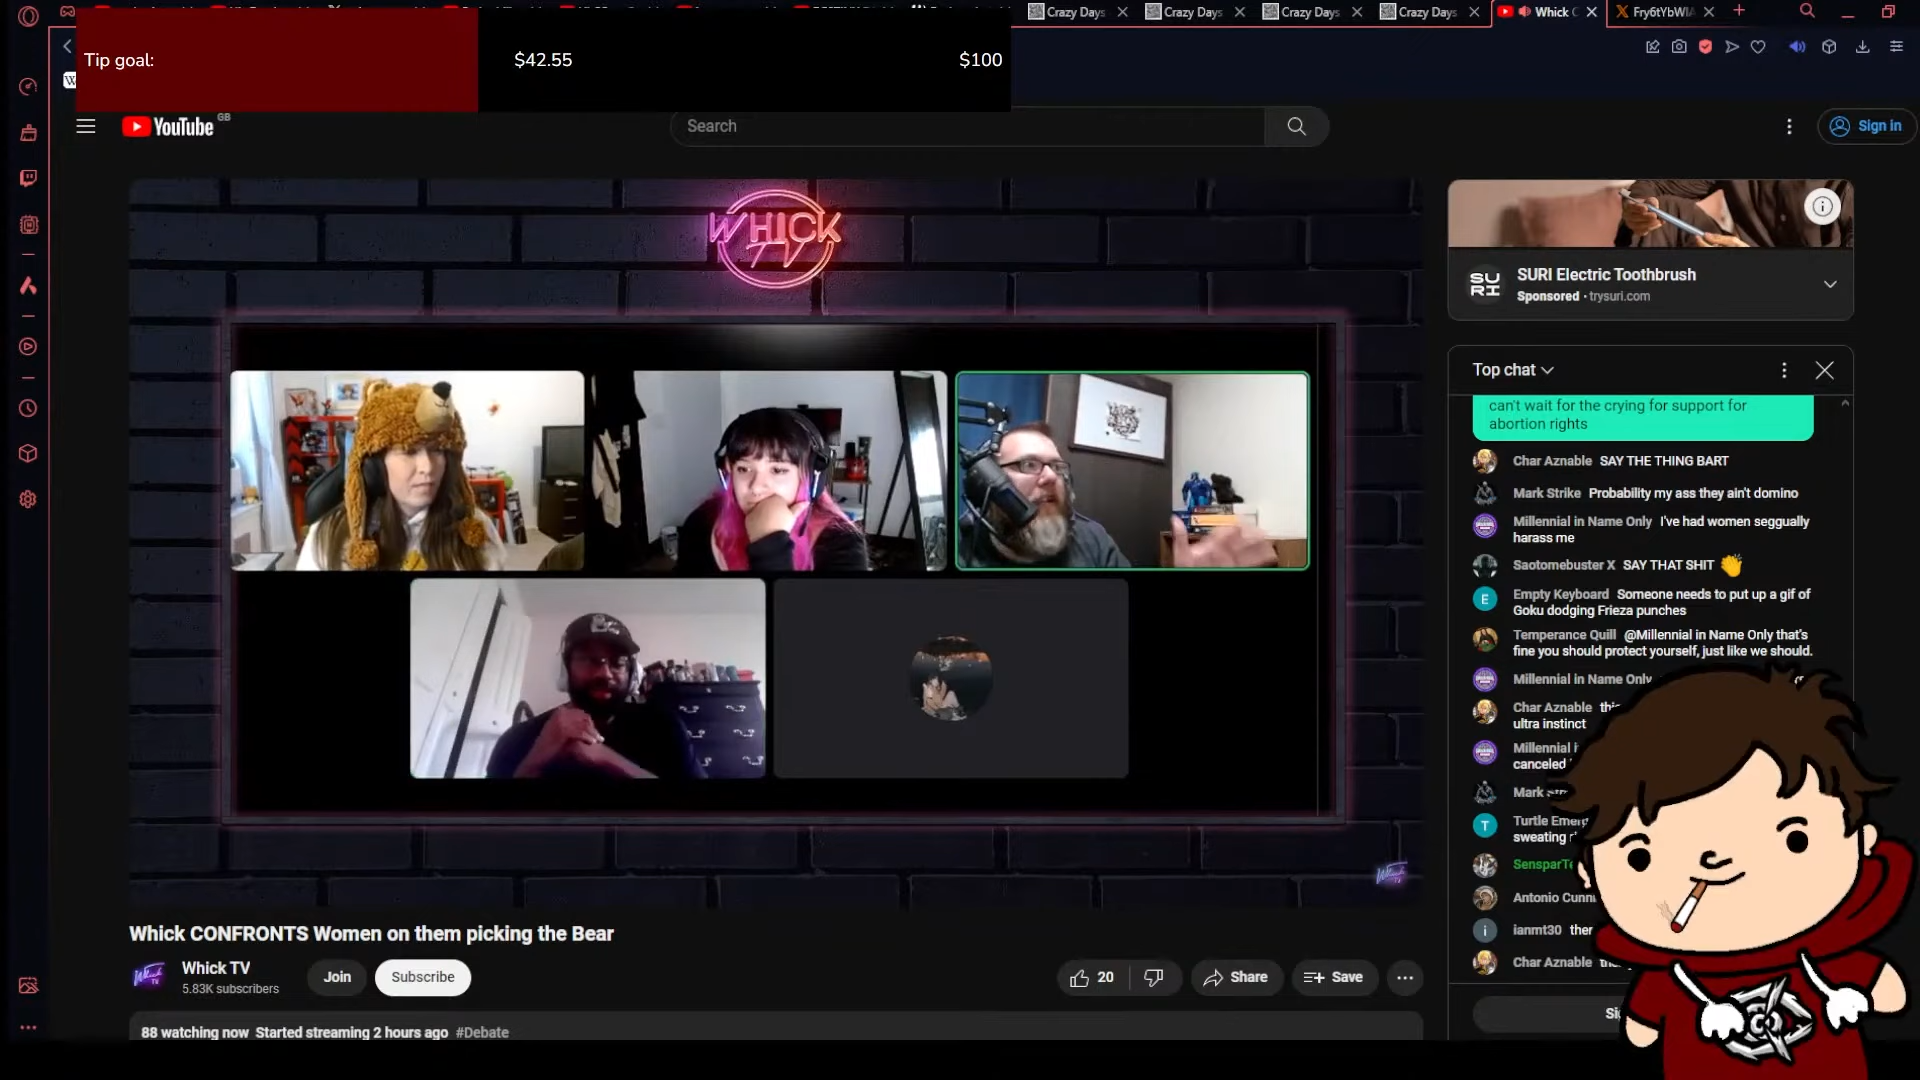 Crazy Days
Crazy Days
Crazy Days
Crazy Days
Whick C
Fry6tYbWIA
Tip goal:
$42.55
$100
YouTube
GB
Search
Sign in
WHICK
TV
SURI Electric Toothbrush
Sponsored · trysuri.com
SU
RI
Top chat
can't wait for the crying for support for
abortion rights
Char Aznable SAY THE THING BART
Mark Strike Probability my ass they ain't domino
Millennial in Name Only I've had women seggually
harass me
Saotomebuster X SAY THAT SHIT 👏
E
Empty Keyboard Someone needs to put up a gif of
Goku dodging Frieza punches
Temperance Quill @Millennial in Name Only that's
fine you should protect yourself, just like we should.
Millennial in Name Only
Char Aznable
ultra instinct
Millennial
canceled
Mark
T
Turtle
sweating
Antonio
i
ianmt30
Char Aznable
Whick CONFRONTS Women on them picking the Bear
Whick TV
5.83K subscribers
Join
Subscribe
20
Share
Save
88 watching now Started streaming 2 hours ago #Debate